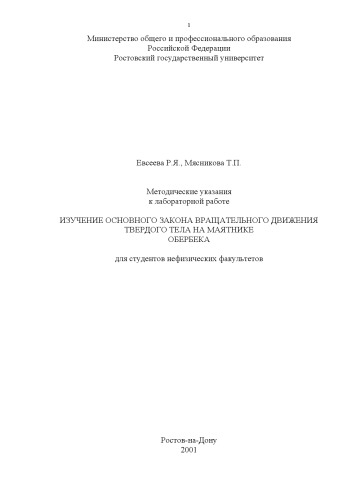 1
Министерство общего и профессионального образования
Российской Федерации
Ростовский государственный университет
Евсеева Р.Я., Мясникова Т.П.
Методические указания
к лабораторной работе
ИЗУЧЕНИЕ ОСНОВНОГО ЗАКОНА ВРАЩАТЕЛЬНОГО ДВИЖЕНИЯ
ТВЕРДОГО ТЕЛА НА МАЯТНИКЕ
ОБЕРБЕКА
для студентов нефизических факультетов
Ростов-на-Дону
2001